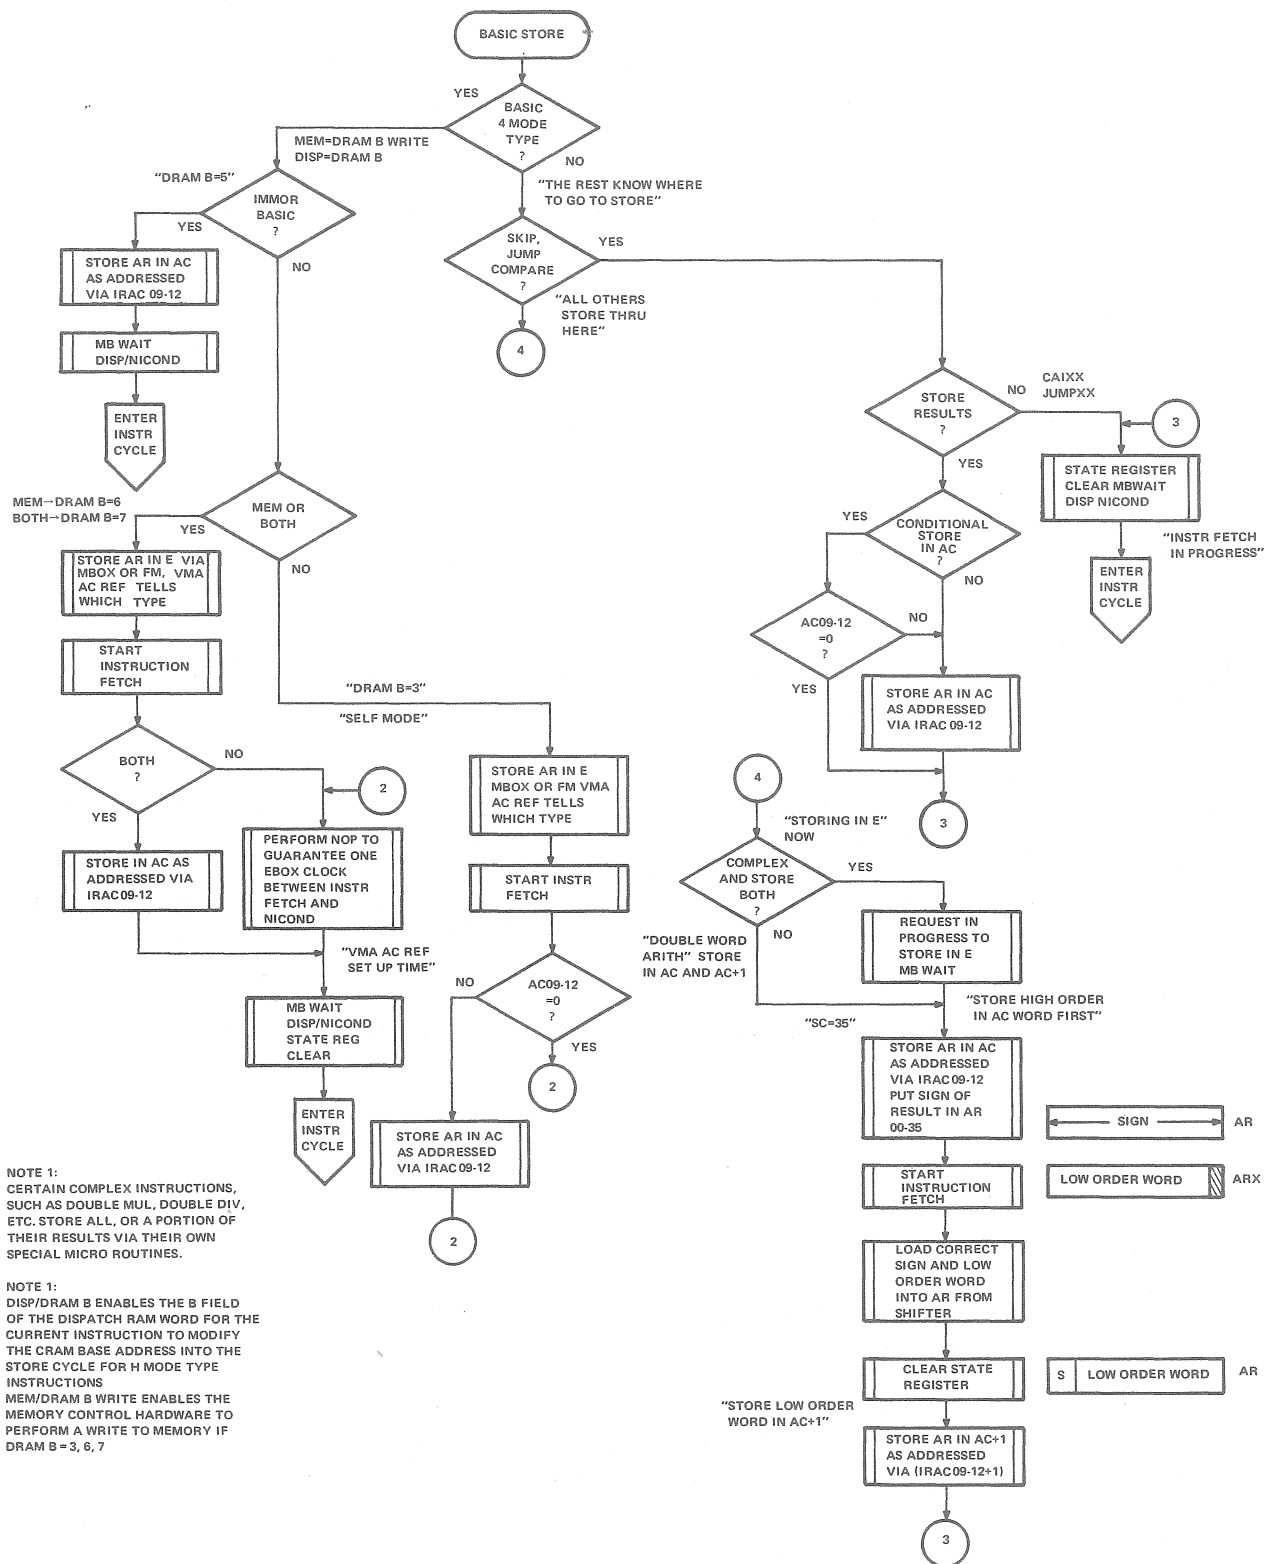 BASIC STORE
YES
BASIC
4 MODE
TYPE
?
MEM=DRAM B WRITE
DISP=DRAM B
NO
"DRAM B=5"
"THE REST KNOW WHERE
TO GO TO STORE"
IMMOR
BASIC
?
YES
NO
SKIP,
JUMP
COMPARE
?
YES
STORE AR IN AC
AS ADDRESSED
VIA IRAC 09-12
"ALL OTHERS
STORE THRU
HERE"
4
MB WAIT
DISP/NICOND
ENTER
INSTR
CYCLE
STORE
RESULTS
?
NO
CAIXX
JUMPXX
3
YES
STATE REGISTER
CLEAR MBWAIT
DISP NICOND
"INSTR FETCH
IN PROGRESS"
ENTER
INSTR
CYCLE
MEM→DRAM B=6
BOTH→DRAM B=7
YES
MEM OR
BOTH
NO
YES
CONDITIONAL
STORE
IN AC
?
NO
STORE AR IN E VIA
MBOX OR FM, VMA
AC REF TELLS
WHICH TYPE
AC09-12
=0
?
NO
YES
START
INSTRUCTION
FETCH
STORE AR IN AC
AS ADDRESSED
VIA IRAC 09-12
"DRAM B=3"
"SELF MODE"
BOTH
?
NO
YES
2
STORE AR IN E
MBOX OR FM VMA
AC REF TELLS
WHICH TYPE
4
3
"STORING IN E"
NOW
STORE IN AC AS
ADDRESSED VIA
IRAC09-12
PERFORM NOP TO
GUARANTEE ONE
EBOX CLOCK
BETWEEN INSTR
FETCH AND
NICOND
START INSTR
FETCH
COMPLEX
AND STORE
BOTH
?
YES
NO
REQUEST IN
PROGRESS TO
STORE IN E
MB WAIT
"VMA AC REF
SET UP TIME"
"DOUBLE WORD
ARITH" STORE
IN AC AND AC+1
NO
AC09-12
=0
?
YES
2
MB WAIT
DISP/NICOND
STATE REG
CLEAR
"STORE HIGH ORDER
IN AC WORD FIRST"
"SC=35"
STORE AR IN AC
AS ADDRESSED
VIA IRAC09-12
PUT SIGN OF
RESULT IN AR
00-35
SIGN
AR
ENTER
INSTR
CYCLE
STORE AR IN AC
AS ADDRESSED
VIA IRAC09-12
2
START
INSTRUCTION
FETCH
LOW ORDER WORD
ARX
NOTE 1:
CERTAIN COMPLEX INSTRUCTIONS,
SUCH AS DOUBLE MUL, DOUBLE DIV,
ETC. STORE ALL, OR A PORTION OF
THEIR RESULTS VIA THEIR OWN
SPECIAL MICRO ROUTINES.
LOAD CORRECT
SIGN AND LOW
ORDER WORD
INTO AR FROM
SHIFTER
NOTE 1:
DISP/DRAM B ENABLES THE B FIELD
OF THE DISPATCH RAM WORD FOR THE
CURRENT INSTRUCTION TO MODIFY
THE CRAM BASE ADDRESS INTO THE
STORE CYCLE FOR H MODE TYPE
INSTRUCTIONS
MEM/DRAM B WRITE ENABLES THE
MEMORY CONTROL HARDWARE TO
PERFORM A WRITE TO MEMORY IF
DRAM B = 3, 6, 7
CLEAR STATE
REGISTER
S
LOW ORDER WORD
AR
"STORE LOW ORDER
WORD IN AC+1"
STORE AR IN AC+1
AS ADDRESSED
VIA (IRAC09-12+1)
3